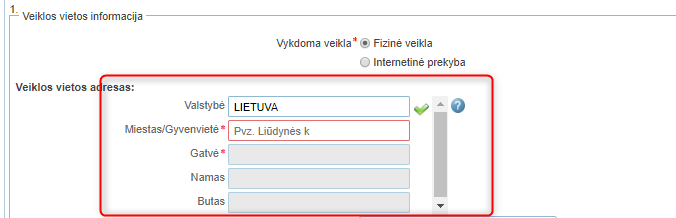 1.
Veiklos vietos informacija
Vykdoma veikla* Fizinė veikla
Internetinė prekyba
Veiklos vietos adresas:
Valstybė LIETUVA ?
Miestas/Gyvenvietė* Pvz. Liūdynės k
Gatvė*
Namas
Butas